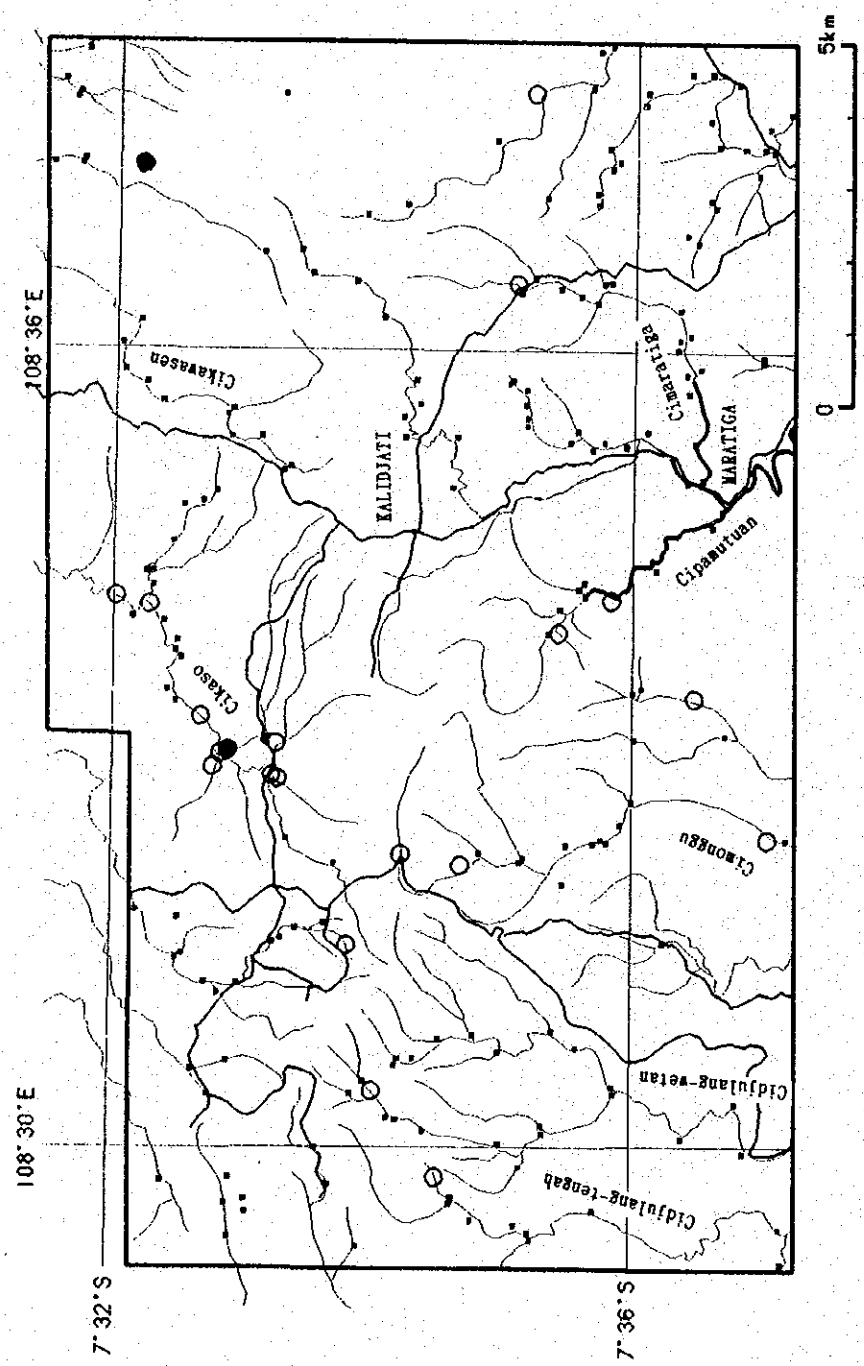 108°30'E
108°36'E
7°32'S
7°36'S
Cikawasen
Cikaso
KALIDJATI
Cimaratiga
MARATIGA
Cipamutuan
Cimonggu
Cidjulang-wetan
Cidjulang-tengah
0
5km